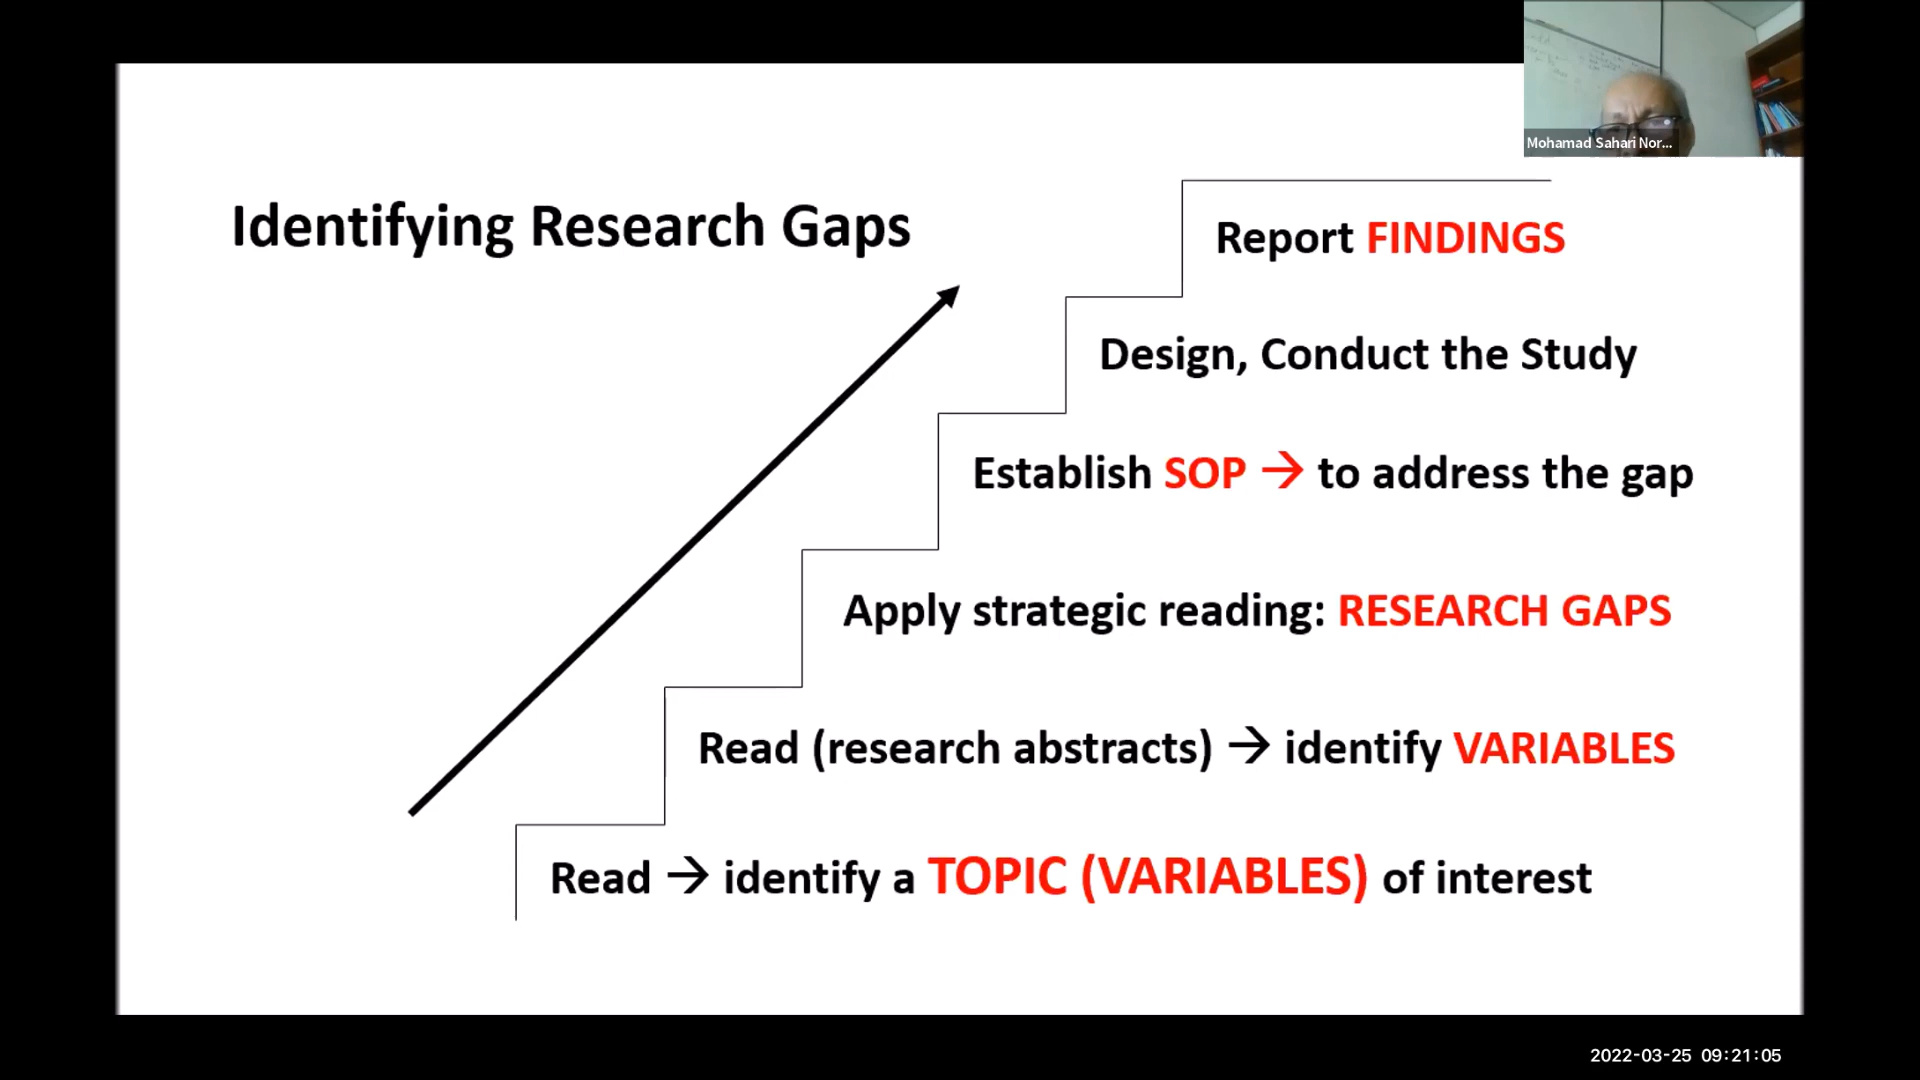 Mohamad Sahari Nor...
Identifying Research Gaps
Report FINDINGS
Design, Conduct the Study
Establish SOP → to address the gap
Apply strategic reading: RESEARCH GAPS
Read (research abstracts) → identify VARIABLES
Read → identify a TOPIC (VARIABLES) of interest
2022-03-25 09:21:05